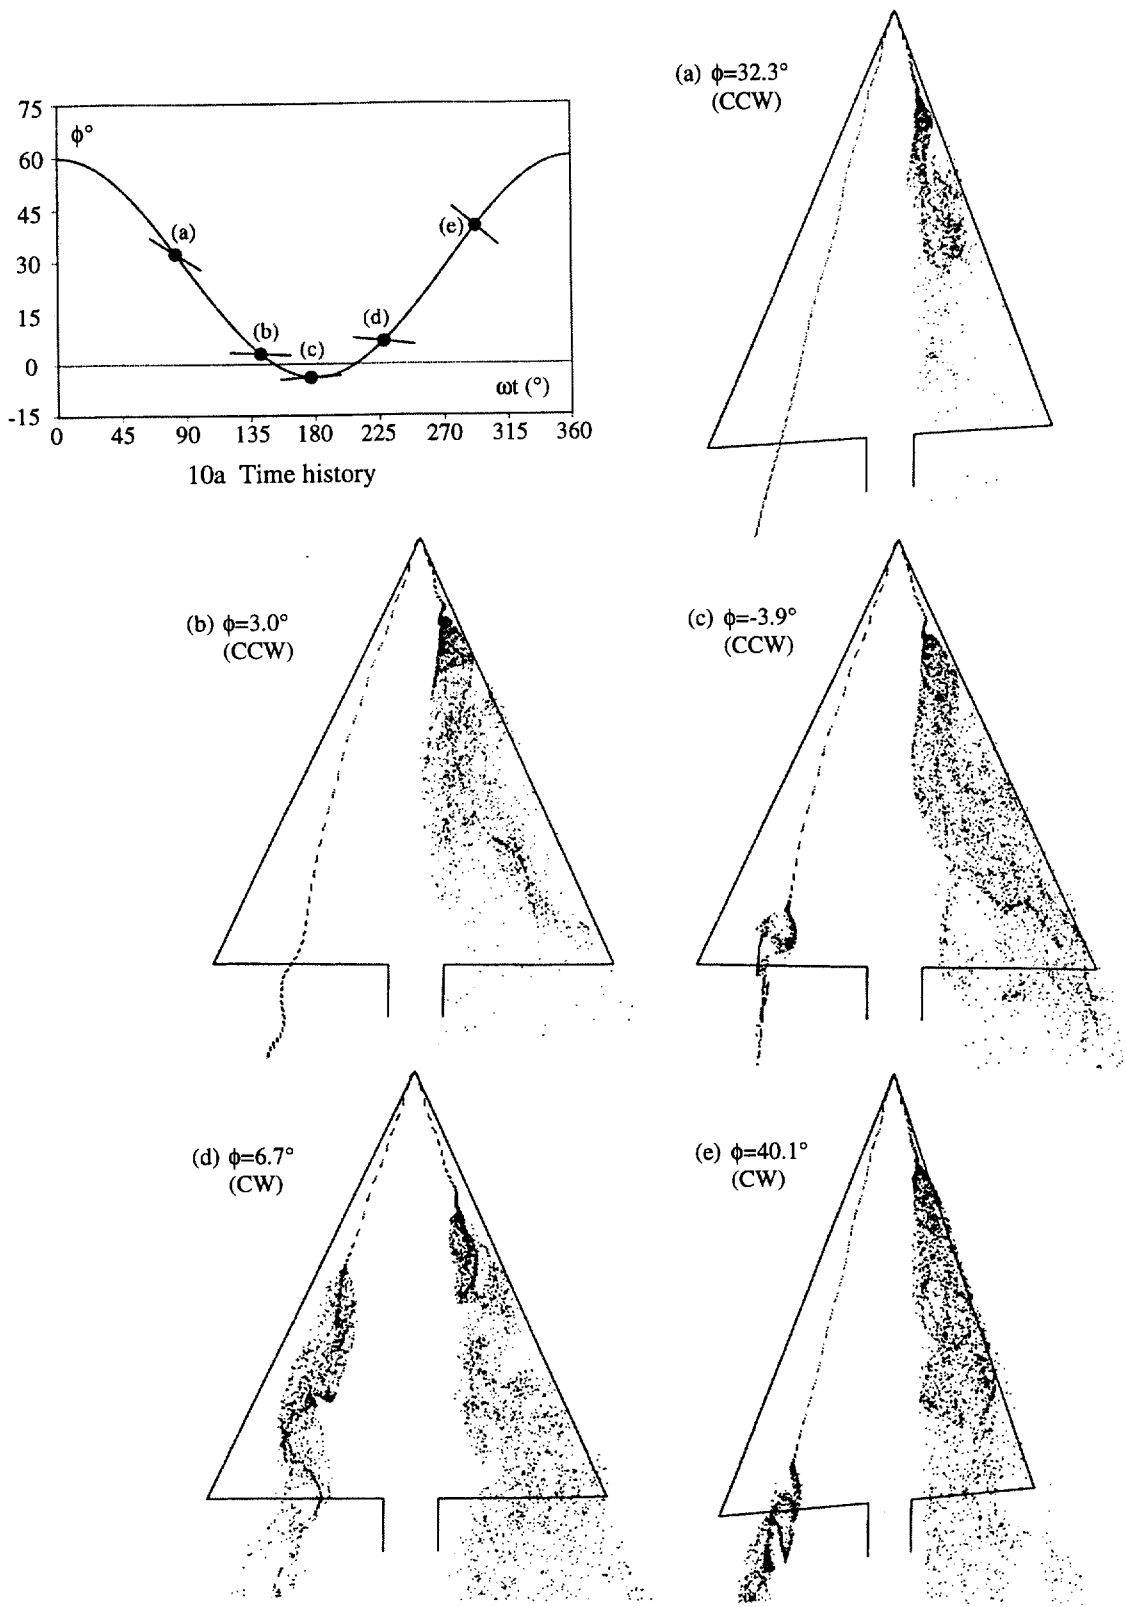 75
60
45
30
15
0
-15
ϕ°
(a)
(b)
(c)
(d)
(e)
ωt (°)
0 45 90 135 180 225 270 315 360
10a Time history
(a) ϕ=32.3°
(CCW)
(b) ϕ=3.0°
(CCW)
(c) ϕ=-3.9°
(CCW)
(d) ϕ=6.7°
(CW)
(e) ϕ=40.1°
(CW)